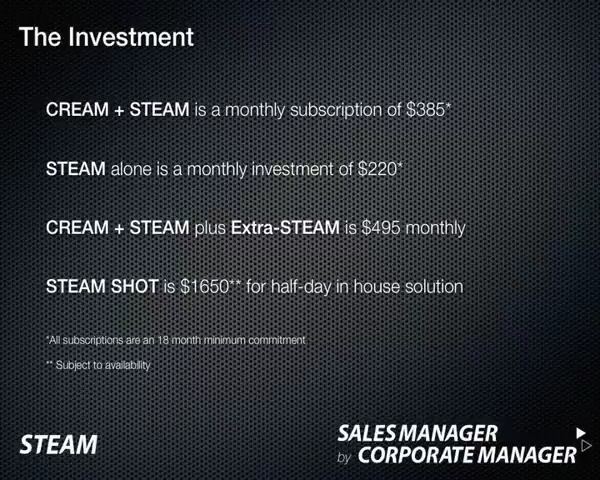 The Investment
CREAM + STEAM is a monthly subscription of $385*
STEAM alone is a monthly investment of $220*
CREAM + STEAM plus Extra-STEAM is $495 monthly
STEAM SHOT is $1650** for half-day in house solution
*All subscriptions are an 18 month minimum commitment
** Subject to availability
STEAM
SALES MANAGER
by CORPORATE MANAGER